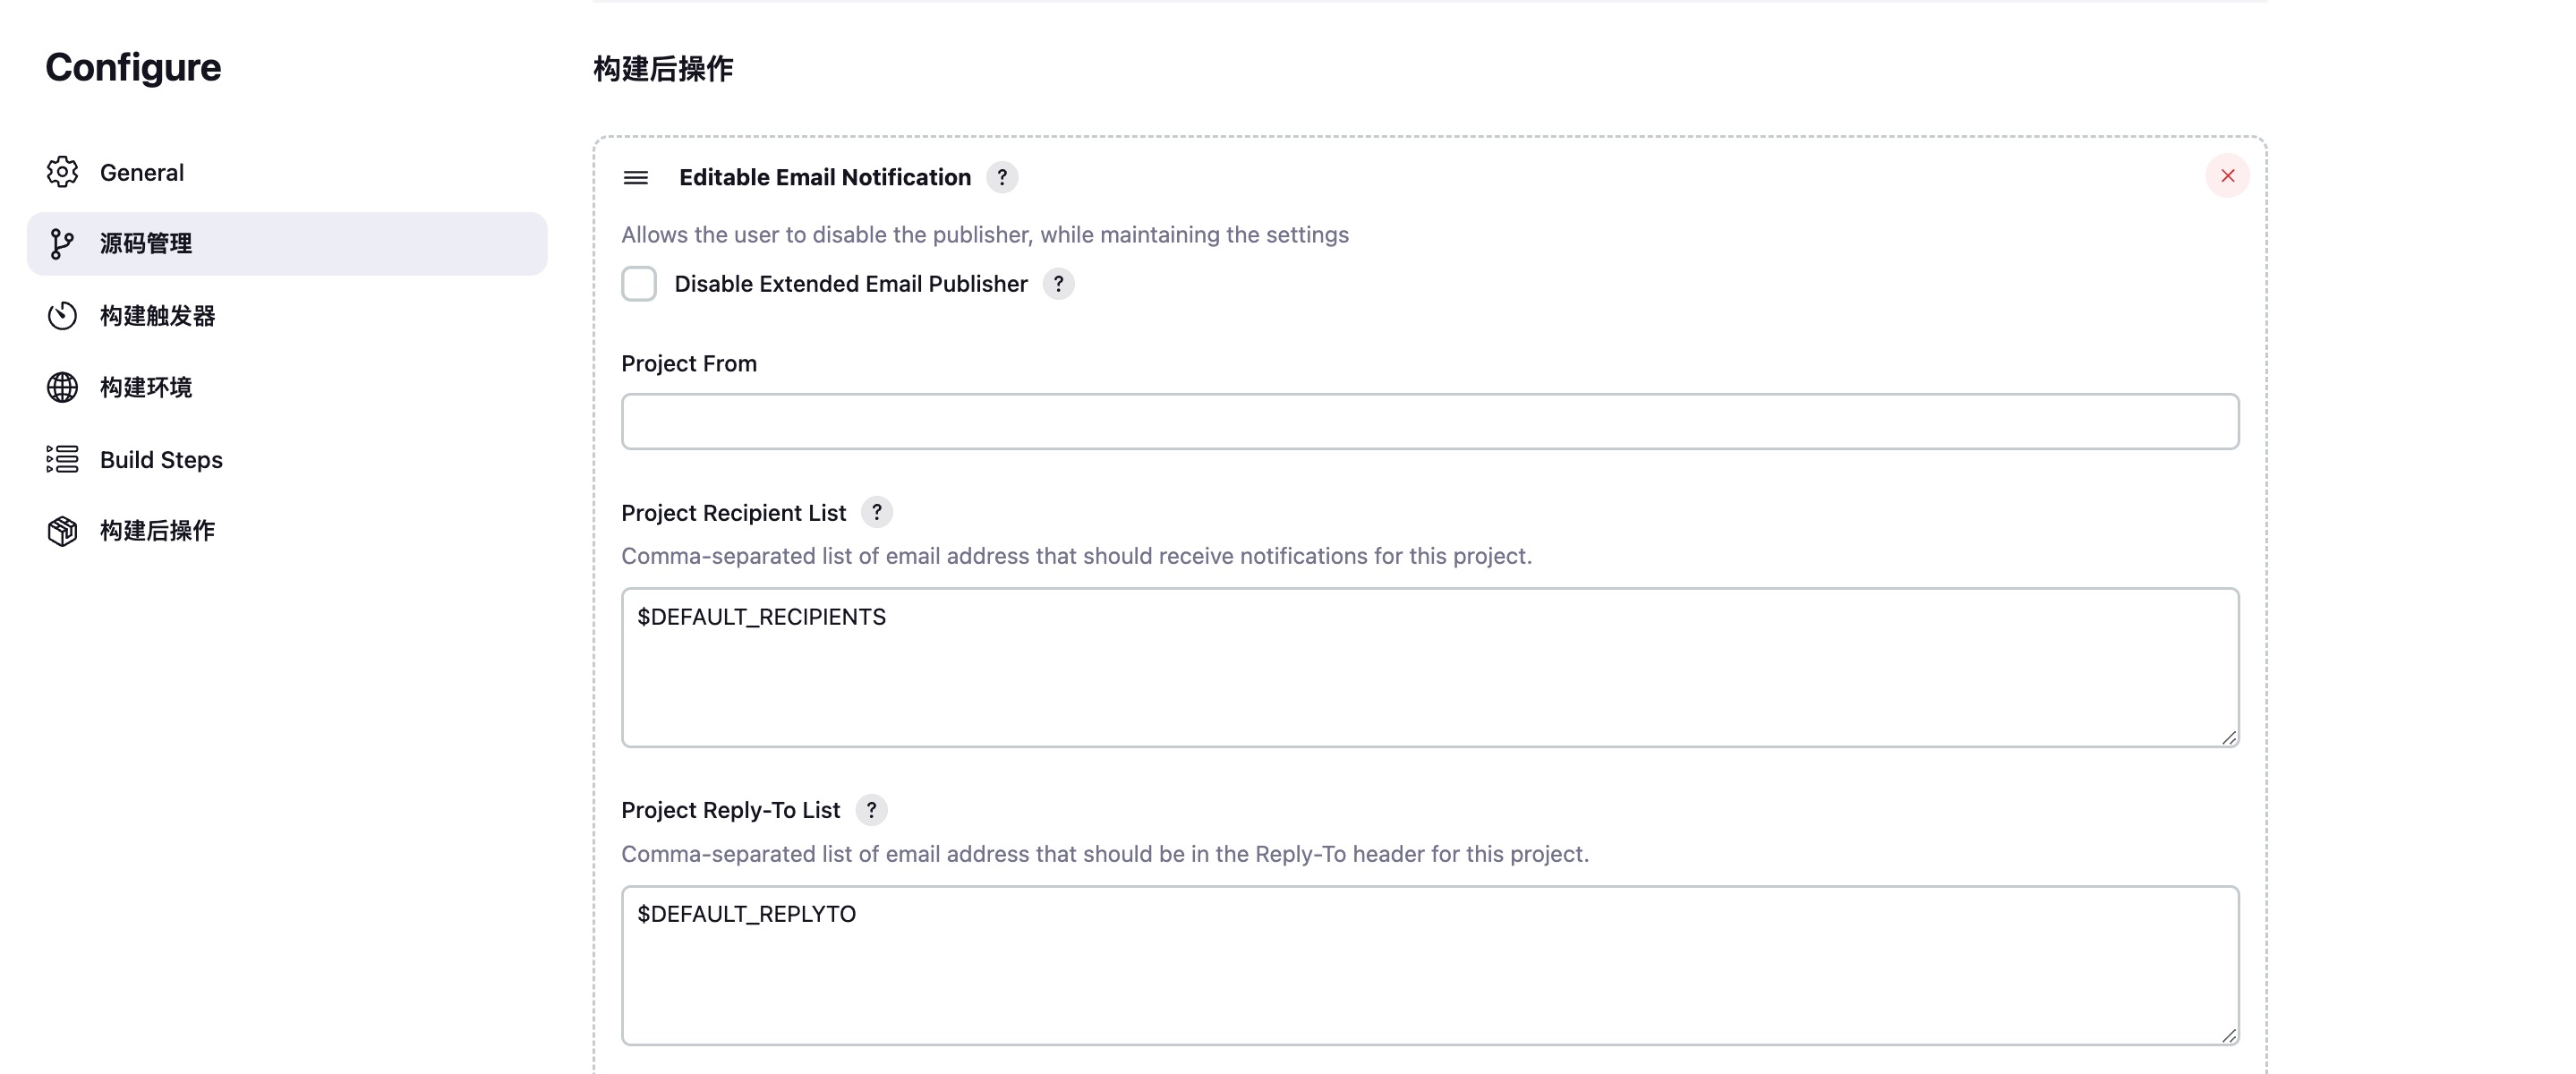 Configure
General
源码管理
构建触发器
构建环境
Build Steps
构建后操作
构建后操作
Editable Email Notification ?
Allows the user to disable the publisher, while maintaining the settings
Disable Extended Email Publisher ?
Project From
Project Recipient List ?
Comma-separated list of email address that should receive notifications for this project.
$DEFAULT_RECIPIENTS
Project Reply-To List ?
Comma-separated list of email address that should be in the Reply-To header for this project.
$DEFAULT_REPLYTO